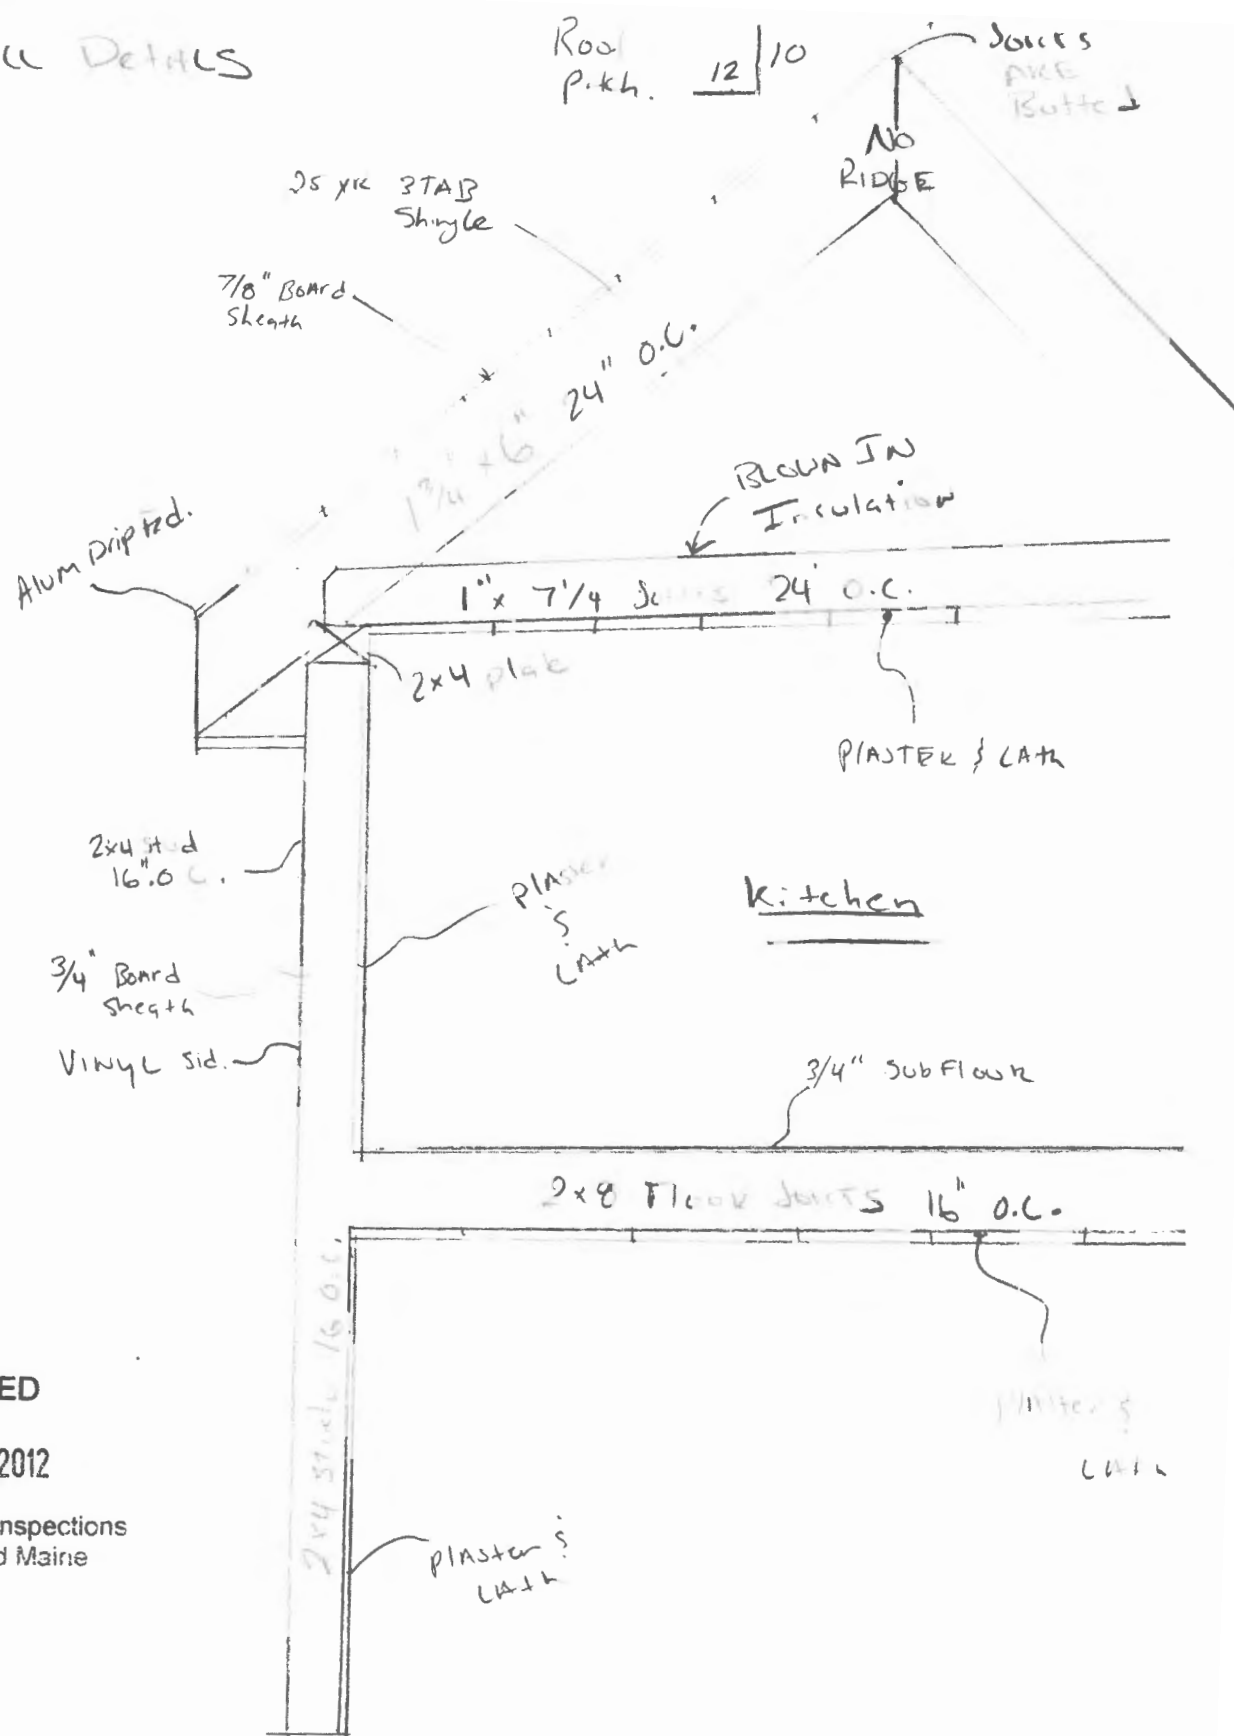 LL Details
Roof
Pitch. 12 10
Joists
ARE
Butted
No
RIDGE
25 YR 3TAB
Shingle
7/8" Board
Sheath
1 3/4 x 6" 24" O.C.
BLOWN IN
Insulation
Alum Driped.
1" x 7 1/4 Joists 24" O.C.
2x4 plate
PlASTER & LAth
2x4 stud
16" O C.
PlAster
&
LAth
Kitchen
3/4" Board
Sheath
VINYL Sid.
3/4" SubFloor
2x8 Floor Joists 16" O.C.
2x4 Studs 16 O.C.
Plaster &
LAth
ED
2012
nspections
d Maine
PlAster &
LAth